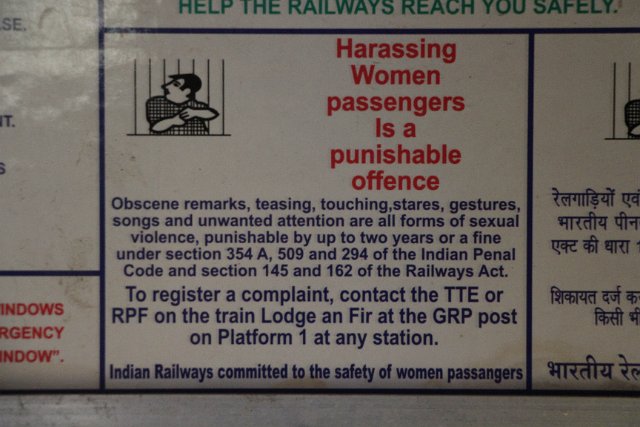 HELP THE RAILWAYS REACH YOU SAFELY.
Harassing
Women
passengers
Is a
punishable
offence
Obscene remarks, teasing, touching,stares, gestures,
songs and unwanted attention are all forms of sexual
violence, punishable by up to two years or a fine
under section 354 A, 509 and 294 of the Indian Penal
Code and section 145 and 162 of the Railways Act.
To register a complaint, contact the TTE or
RPF on the train Lodge an Fir at the GRP post
on Platform 1 at any station.
Indian Railways committed to the safety of women passangers
INDOWS
INDOW”.
रेलगाड़ियों एवं
भारतीय
एक्ट की धारा
शिकायत दर्ज
किसी भी
भारतीय